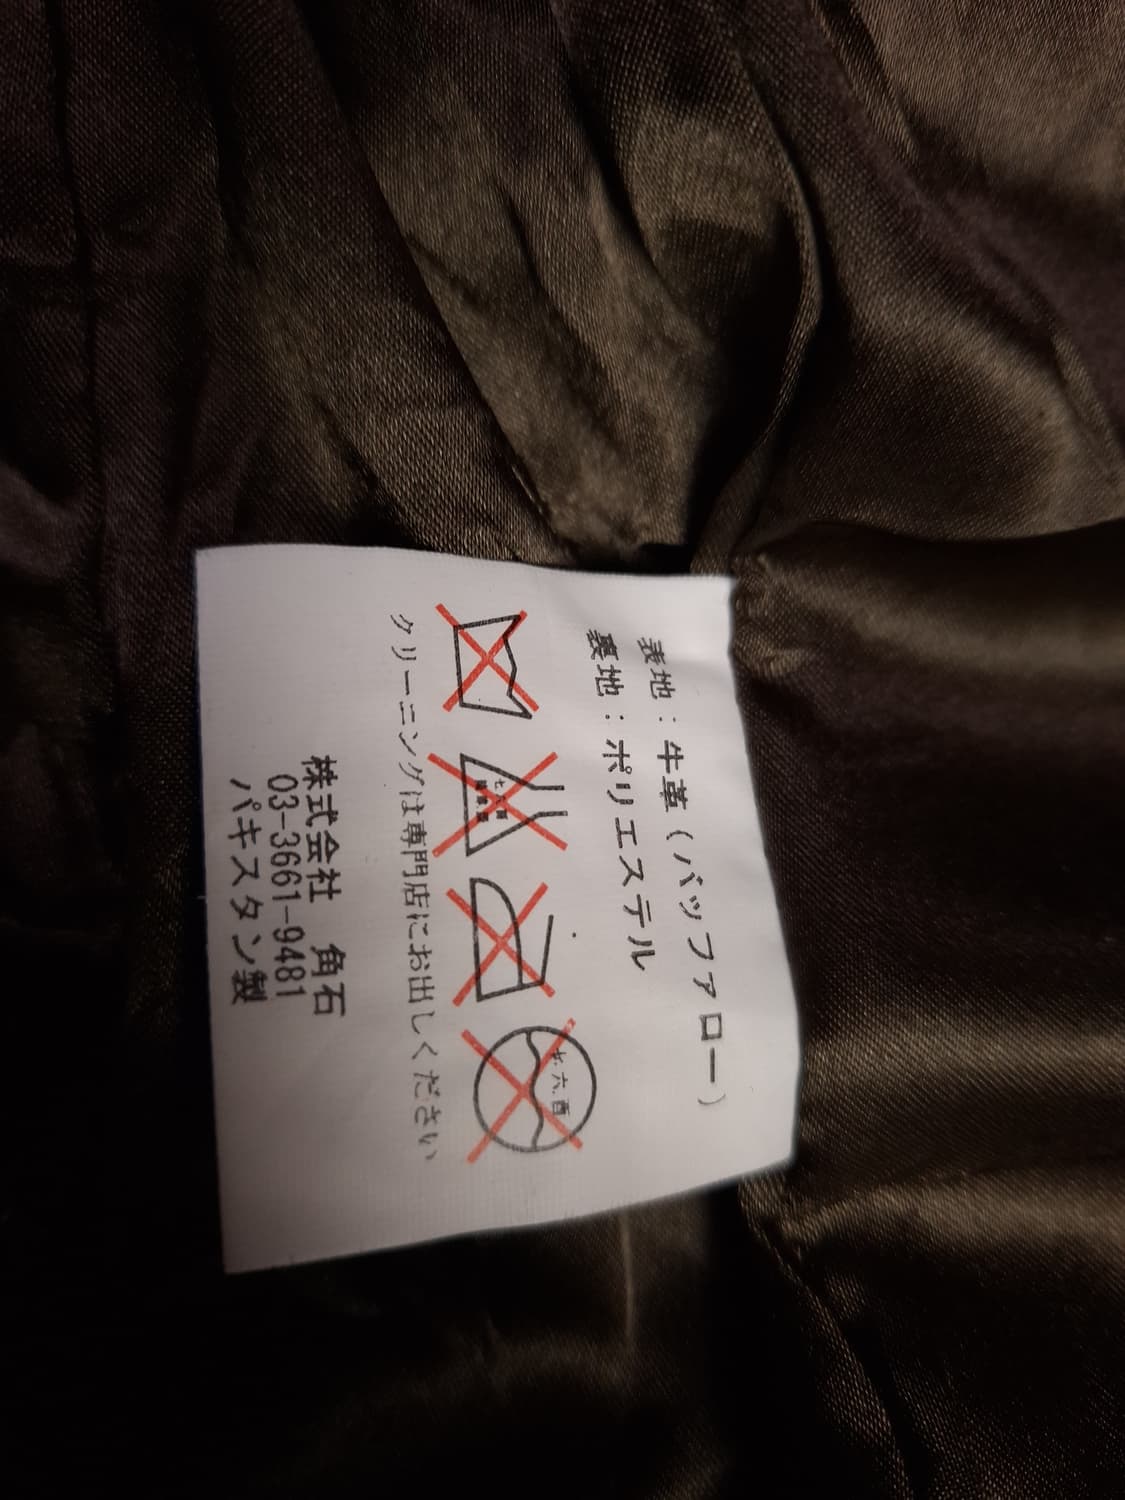 表地：牛革（バッファロー）
裏地：ポリエステル
クリーニングは専門店にお出しください
株式会社 角石
03-3661-9481
パキスタン製